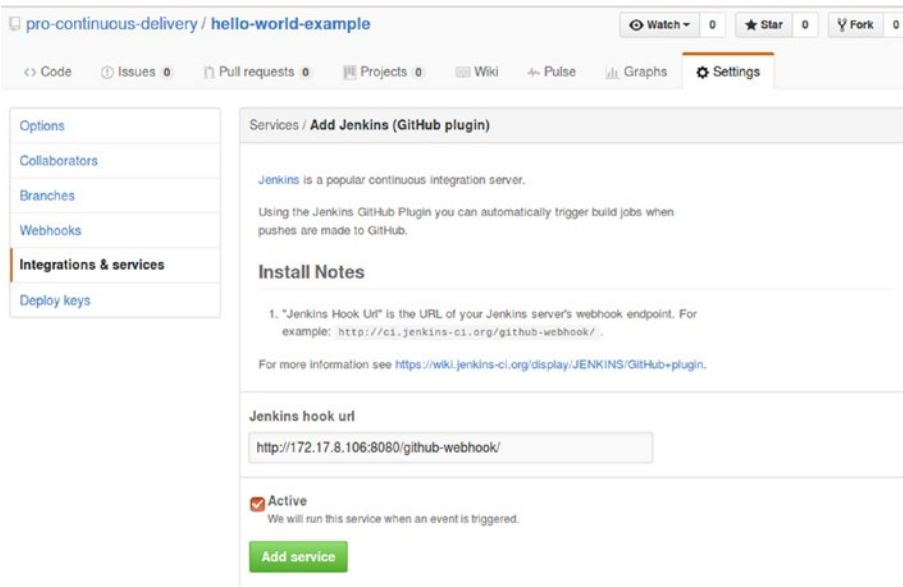 pro-continuous-delivery / hello-world-example
Watch 0 Star 0 Fork 0
Code Issues 0 Pull requests 0 Projects 0 Wiki Pulse Graphs Settings
Options
Collaborators
Branches
Webhooks
Integrations & services
Deploy keys
Services / Add Jenkins (GitHub plugin)
Jenkins is a popular continuous integration server.
Using the Jenkins GitHub Plugin you can automatically trigger build jobs when
pushes are made to GitHub.
Install Notes
1. "Jenkins Hook Url" is the URL of your Jenkins server's webhook endpoint. For
example: http://ci.jenkins-ci.org/github-webhook/ .
For more information see https://wiki.jenkins-ci.org/display/JENKINS/GitHub+plugin.
Jenkins hook url
http://172.17.8.106:8080/github-webhook/
Active
We will run this service when an event is triggered.
Add service